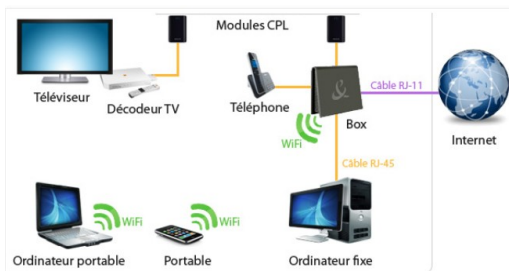 Modules CPL
Téléviseur
Décodeur TV
Téléphone
Câble RJ-11
Box
WiFi
Internet
Câble RJ-45
WiFi
WiFi
Ordinateur portable
Portable
Ordinateur fixe